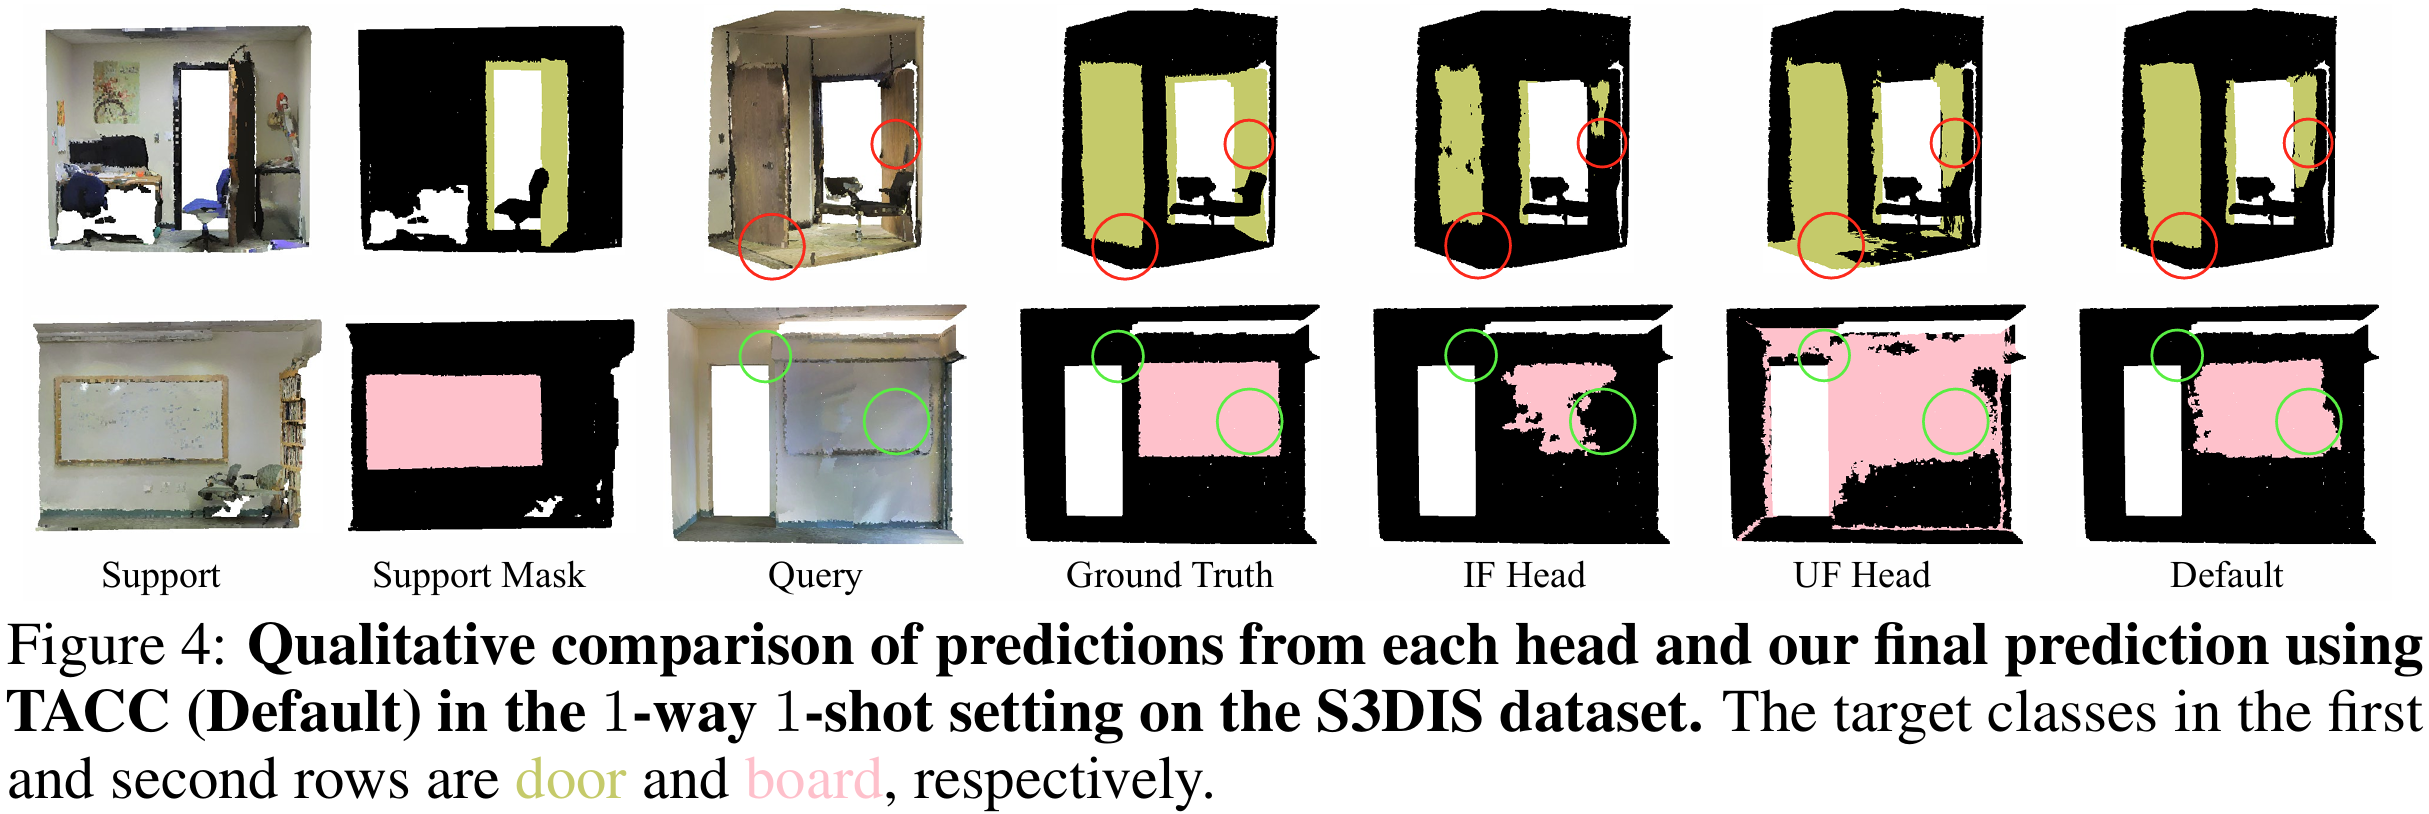 Support Support Mask Query Ground Truth IF Head UF Head Default
Figure 4: Qualitative comparison of predictions from each head and our final prediction using
TACC (Default) in the 1-way 1-shot setting on the S3DIS dataset. The target classes in the first
and second rows are door and board, respectively.